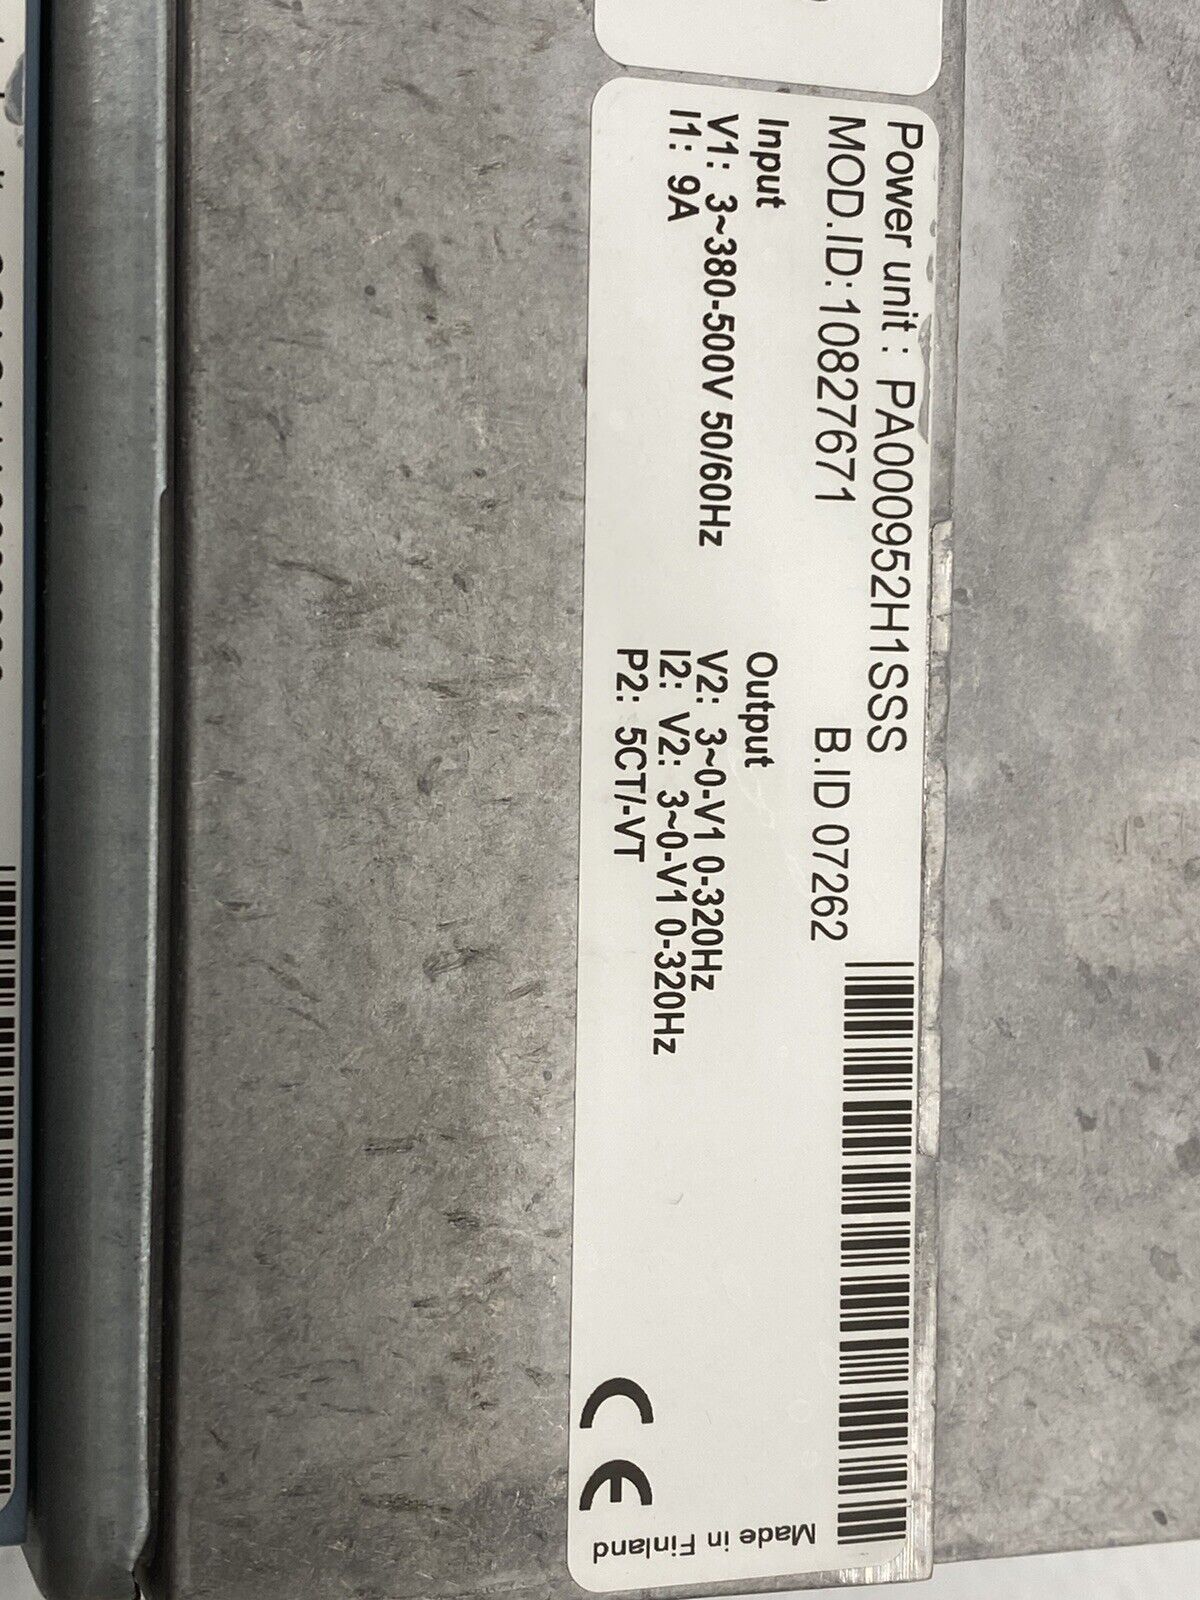 Power unit : PA000952H1SSS
MOD.ID:10827671 B.ID 07262
Input
V1: 3~380-500V 50/60Hz
I1: 9A
Output
V2: 3~0-V1 0-320Hz
I2: V2: 3~0-V1 0-320Hz
P2: 5CT/-VT
CE
Made in Finland